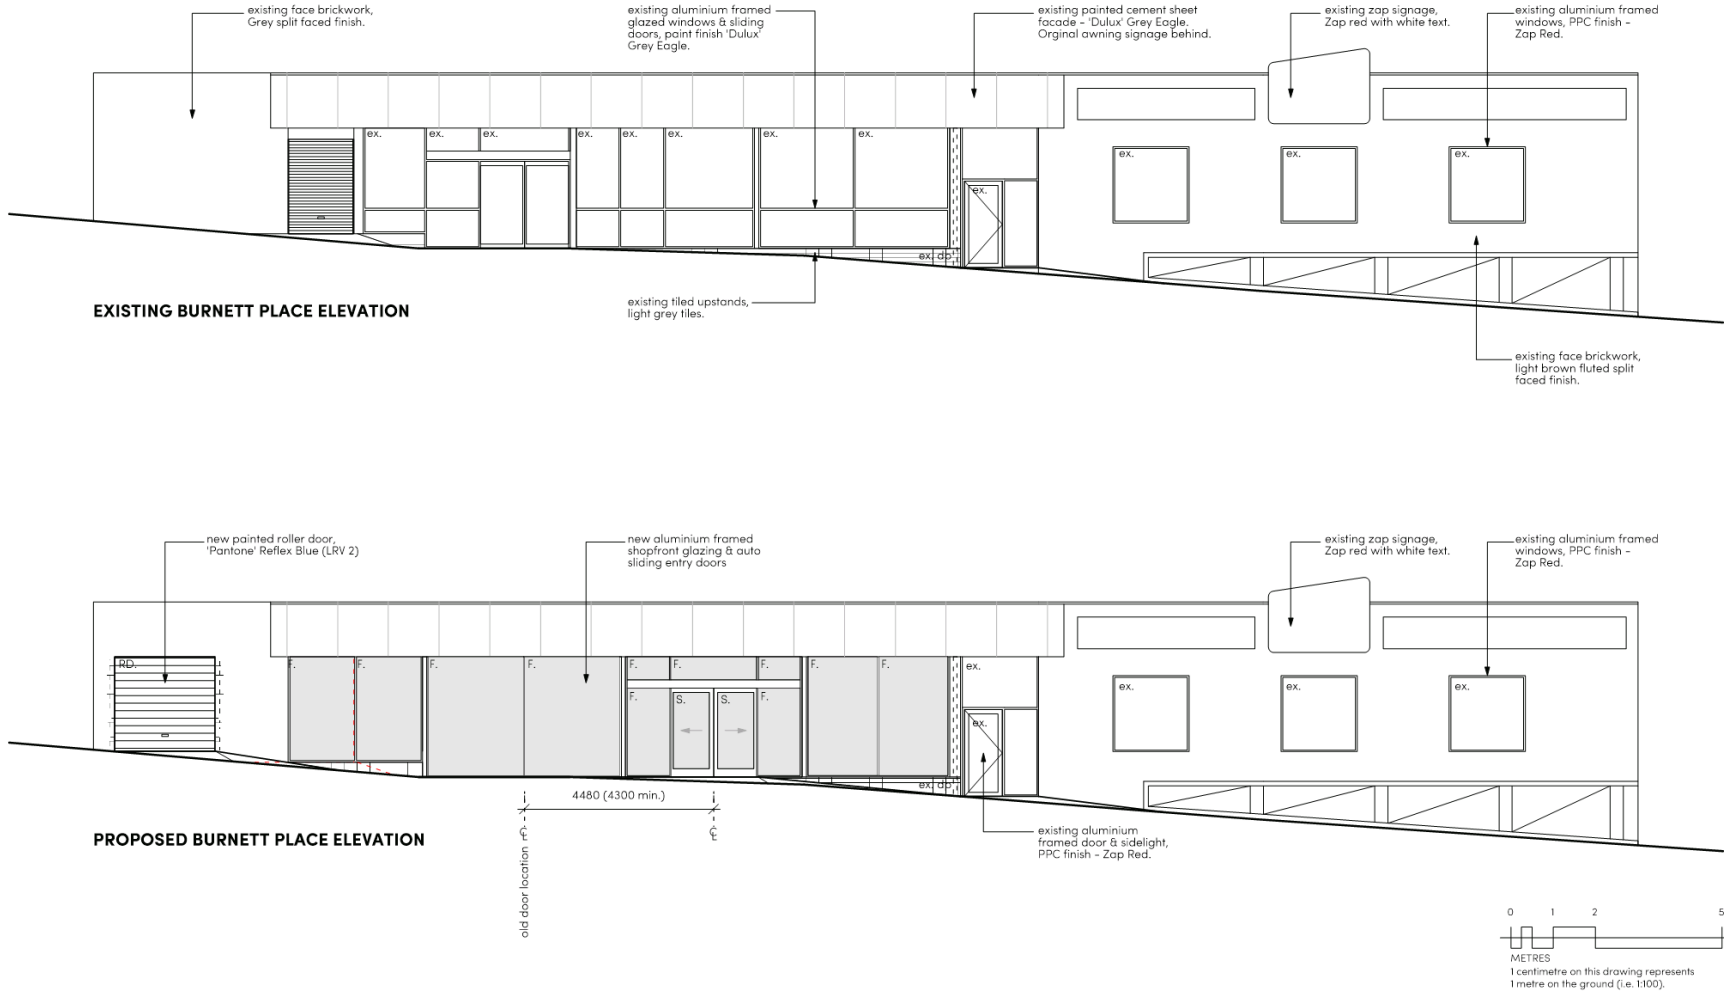 existing face brickwork,
Grey split faced finish.
existing aluminium framed
glazed windows & sliding
doors, paint finish 'Dulux'
Grey Eagle.
existing painted cement sheet
facade - 'Dulux' Grey Eagle.
Orginal awning signage behind.
existing zap signage,
Zap red with white text.
existing aluminium framed
windows, PPC finish -
Zap Red.
ex.
ex.
ex.
ex.
ex.
ex.
ex.
ex.
ex.
ex.
ex.
ex.
ex. dp
existing tiled upstands,
light grey tiles.
EXISTING BURNETT PLACE ELEVATION
existing face brickwork,
light brown fluted split
faced finish.
new painted roller door,
'Pantone' Reflex Blue (LRV 2)
new aluminium framed
shopfront glazing & auto
sliding entry doors
existing zap signage,
Zap red with white text.
existing aluminium framed
windows, PPC finish -
Zap Red.
RD.
F.
F.
F.
F.
F.
F.
F.
F.
F.
ex.
F.
S.
S.
F.
ex.
ex.
ex.
ex.
ex. dp
4480 (4300 min.)
old door location
PROPOSED BURNETT PLACE ELEVATION
existing aluminium
framed door & sidelight,
PPC finish - Zap Red.
0 1 2 5
METRES
1 centimetre on this drawing represents
1 metre on the ground (i.e. 1:100).